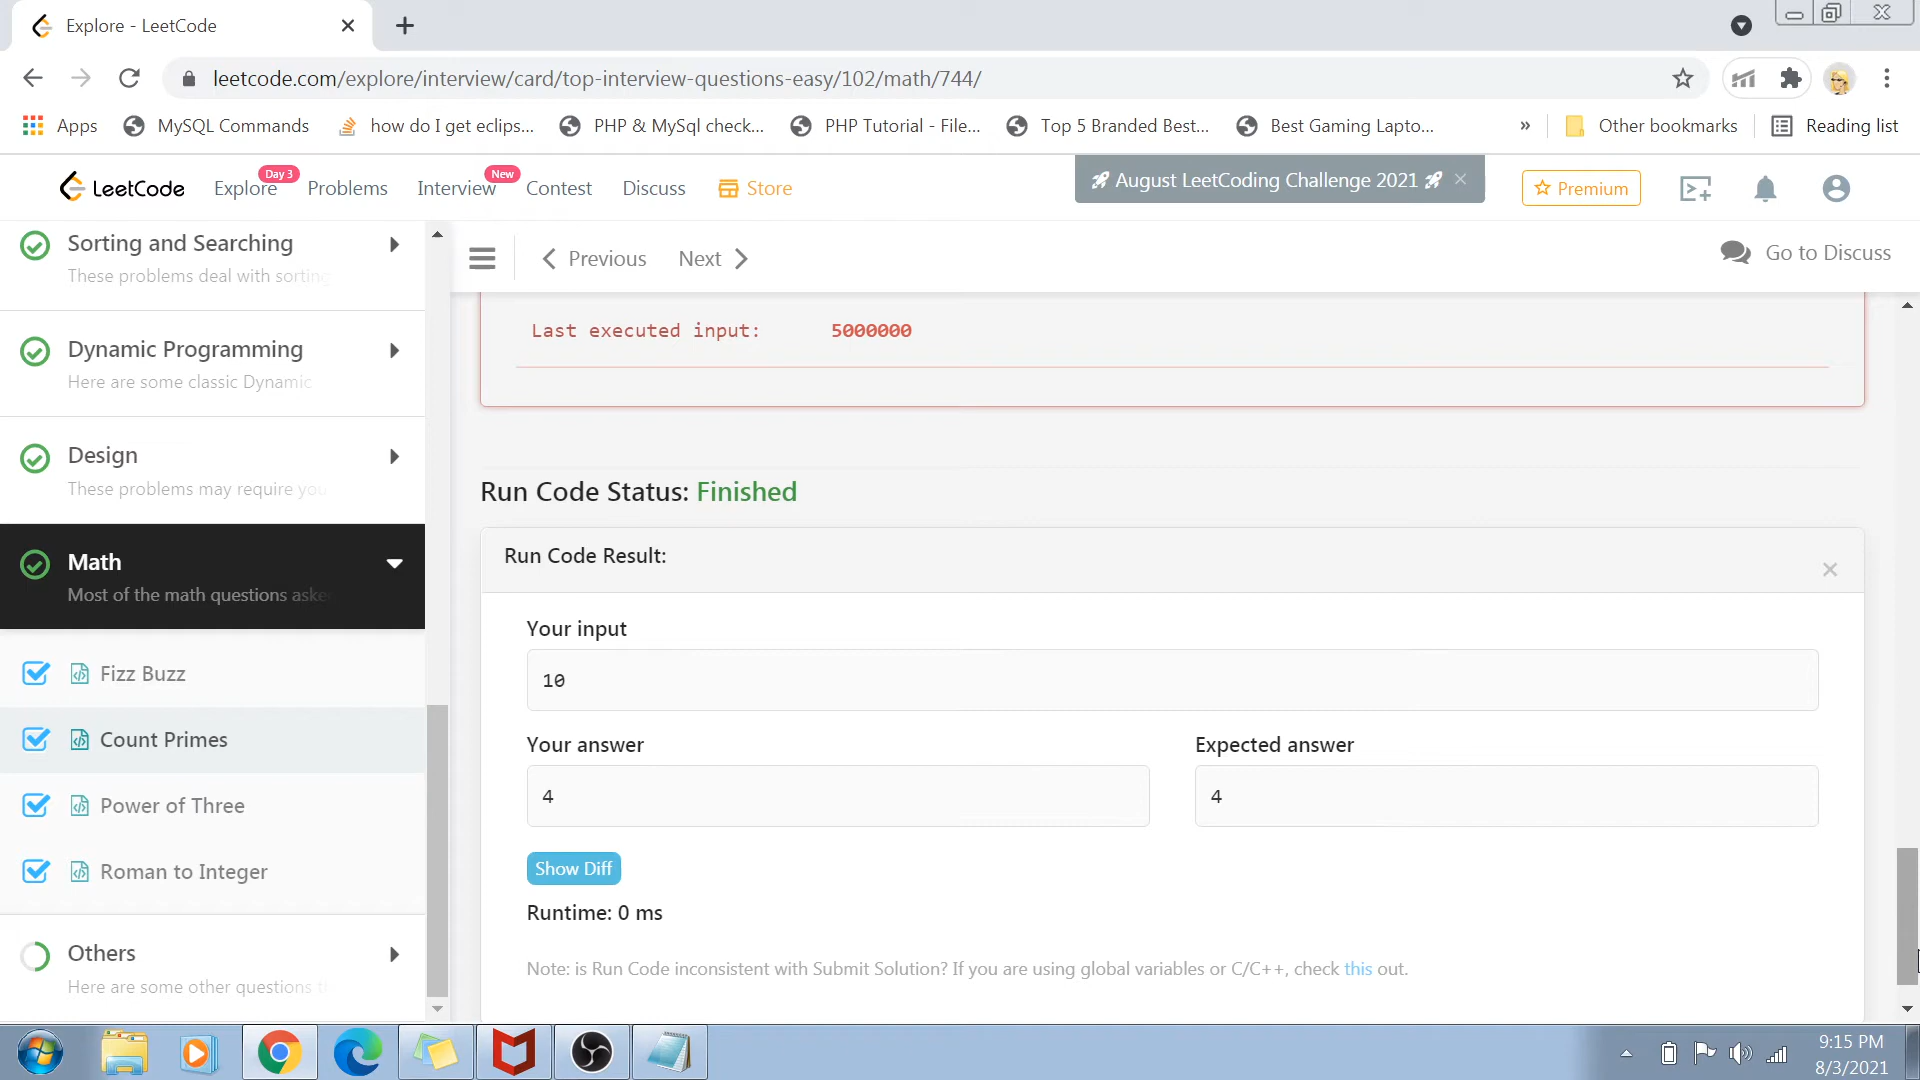 Explore - LeetCode
leetcode.com/explore/interview/card/top-interview-questions-easy/102/math/744/
Apps MySQL Commands how do I get eclips... PHP & MySql check... PHP Tutorial - File... Top 5 Branded Best... Best Gaming Lapto... » Other bookmarks Reading list
LeetCode Explore Day 3 Problems Interview New Contest Discuss Store August LeetCoding Challenge 2021 Premium
Sorting and Searching
These problems deal with sorting
Dynamic Programming
Here are some classic Dynamic
Design
These problems may require you
Math
Most of the math questions aske
Fizz Buzz
Count Primes
Power of Three
Roman to Integer
Others
Here are some other questions
Previous Next Go to Discuss
Last executed input: 5000000
Run Code Status: Finished
Run Code Result:
Your input
10
Your answer Expected answer
4 4
Show Diff
Runtime: 0 ms
Note: is Run Code inconsistent with Submit Solution? If you are using global variables or C/C++, check this out.
9:15 PM
8/3/2021